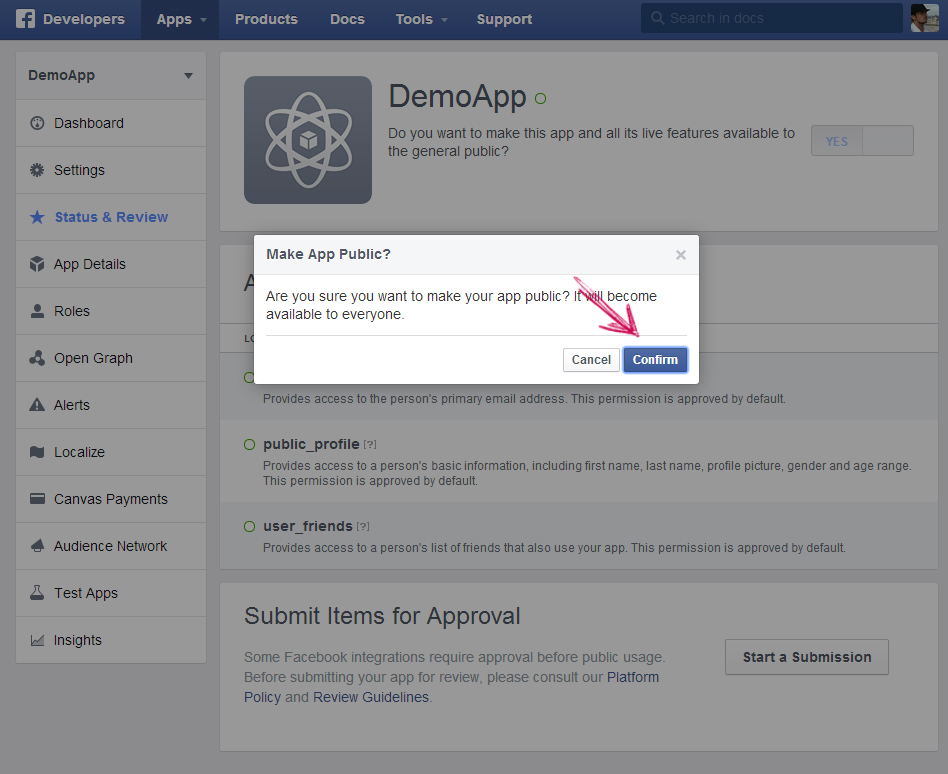 Developers Apps Products Docs Tools Support Search in docs
DemoApp
Dashboard
Settings
Status & Review
App Details
Roles
Open Graph
Alerts
Localize
Canvas Payments
Audience Network
Test Apps
Insights
DemoApp
Do you want to make this app and all its live features available to
the general public?
YES
Make App Public?
Are you sure you want to make your app public? It will become
available to everyone.
Cancel Confirm
Provides access to the person's primary email address. This permission is approved by default.
public_profile [?]
Provides access to a person's basic information, including first name, last name, profile picture, gender and age range.
This permission is approved by default.
user_friends [?]
Provides access to a person's list of friends that also use your app. This permission is approved by default.
Submit Items for Approval
Some Facebook integrations require approval before public usage.
Before submitting your app for review, please consult our Platform
Policy and Review Guidelines.
Start a Submission